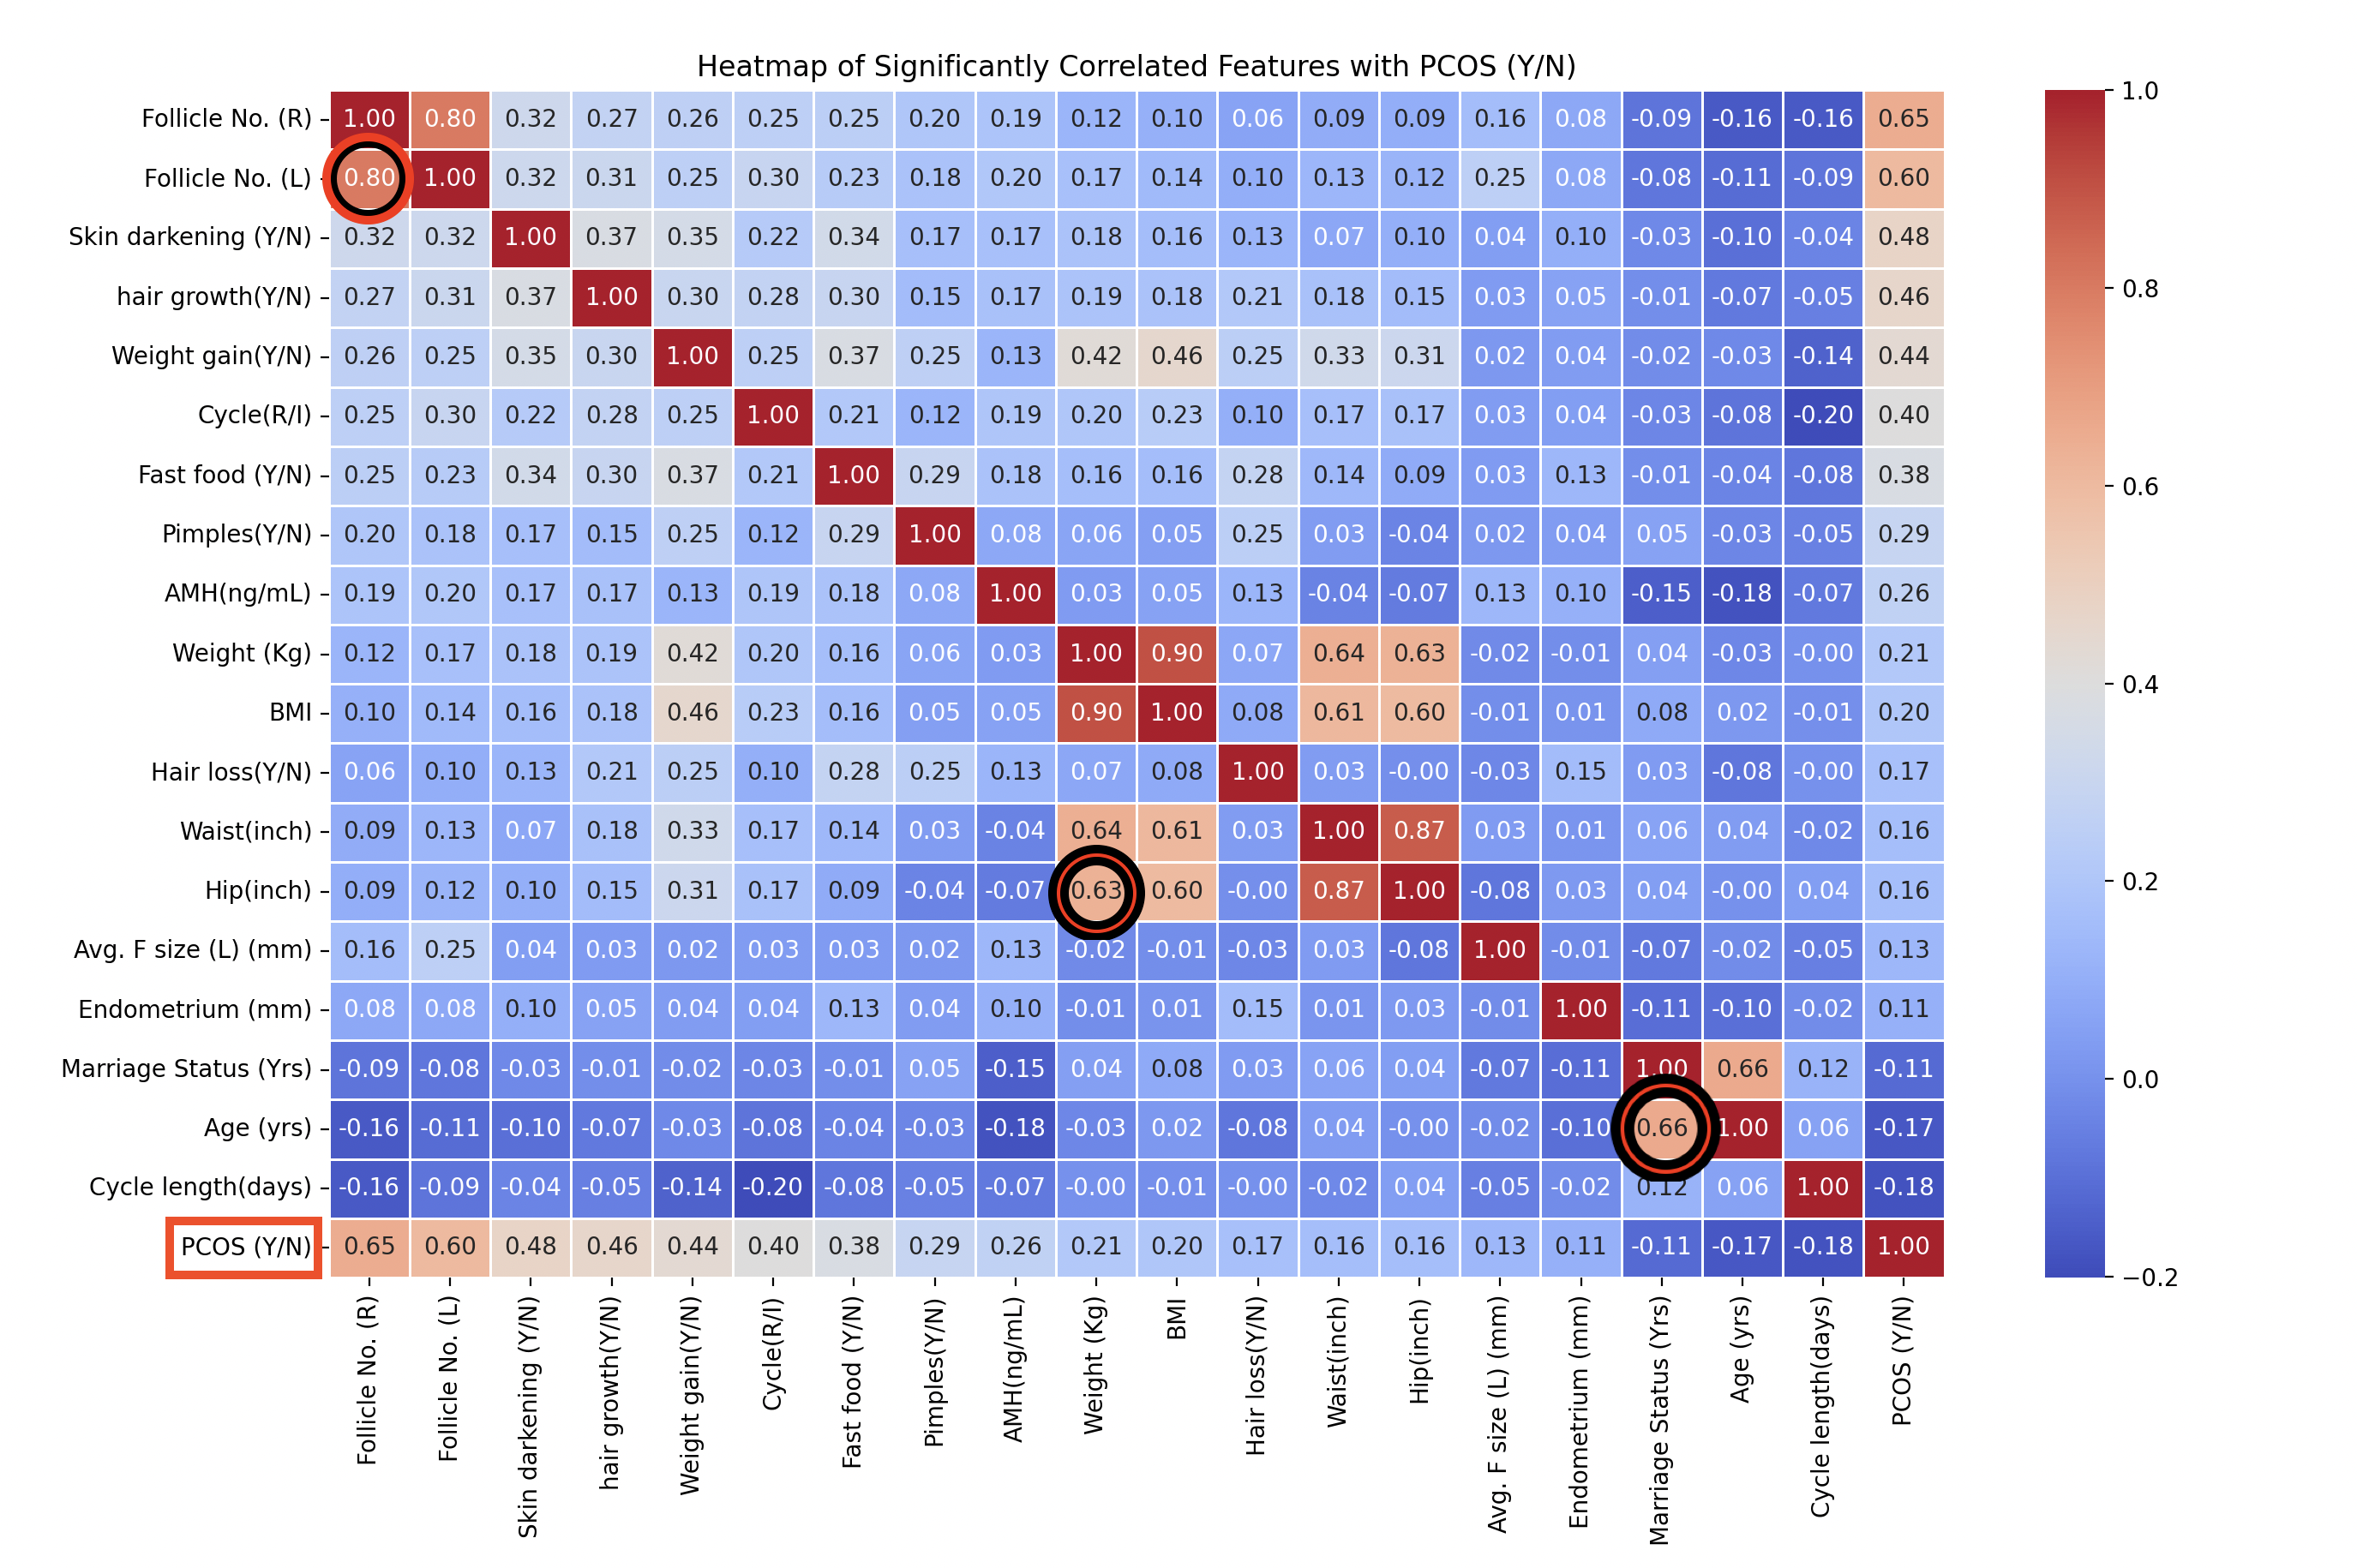 Heatmap of Significantly Correlated Features with PCOS (Y/N)
Follicle No. (R) 1.00 0.80 0.32 0.27 0.26 0.25 0.25 0.20 0.19 0.12 0.10 0.06 0.09 0.09 0.16 0.08 -0.09 -0.16 -0.16 0.65
Follicle No. (L) 0.80 1.00 0.32 0.31 0.25 0.30 0.23 0.18 0.20 0.17 0.14 0.10 0.13 0.12 0.25 0.08 -0.08 -0.11 -0.09 0.60
Skin darkening (Y/N) 0.32 0.32 1.00 0.37 0.35 0.22 0.34 0.17 0.17 0.18 0.16 0.13 0.07 0.10 0.04 0.10 -0.03 -0.10 -0.04 0.48
hair growth(Y/N) 0.27 0.31 0.37 1.00 0.30 0.28 0.30 0.15 0.17 0.19 0.18 0.21 0.18 0.15 0.03 0.05 -0.01 -0.07 -0.05 0.46
Weight gain(Y/N) 0.26 0.25 0.35 0.30 1.00 0.25 0.37 0.25 0.13 0.42 0.46 0.25 0.33 0.31 0.02 0.04 -0.02 -0.03 -0.14 0.44
Cycle(R/I) 0.25 0.30 0.22 0.28 0.25 1.00 0.21 0.12 0.19 0.20 0.23 0.10 0.17 0.17 0.03 0.04 -0.03 -0.08 -0.20 0.40
Fast food (Y/N) 0.25 0.23 0.34 0.30 0.37 0.21 1.00 0.29 0.18 0.16 0.16 0.28 0.14 0.09 0.03 0.13 -0.01 -0.04 -0.08 0.38
Pimples(Y/N) 0.20 0.18 0.17 0.15 0.25 0.12 0.29 1.00 0.08 0.06 0.05 0.25 0.03 -0.04 0.02 0.04 0.05 -0.03 -0.05 0.29
AMH(ng/mL) 0.19 0.20 0.17 0.17 0.13 0.19 0.18 0.08 1.00 0.03 0.05 0.13 -0.04 -0.07 0.13 0.10 -0.15 -0.18 -0.07 0.26
Weight (Kg) 0.12 0.17 0.18 0.19 0.42 0.20 0.16 0.06 0.03 1.00 0.90 0.07 0.64 0.63 -0.02 -0.01 0.04 -0.03 -0.00 0.21
BMI 0.10 0.14 0.16 0.18 0.46 0.23 0.16 0.05 0.05 0.90 1.00 0.08 0.61 0.60 -0.01 0.01 0.08 0.02 -0.01 0.20
Hair loss(Y/N) 0.06 0.10 0.13 0.21 0.25 0.10 0.28 0.25 0.13 0.07 0.08 1.00 0.03 -0.00 -0.03 0.15 0.03 -0.08 -0.00 0.17
Waist(inch) 0.09 0.13 0.07 0.18 0.33 0.17 0.14 0.03 -0.04 0.64 0.61 0.03 1.00 0.87 0.03 0.01 0.06 0.04 -0.02 0.16
Hip(inch) 0.09 0.12 0.10 0.15 0.31 0.17 0.09 -0.04 -0.07 0.63 0.60 -0.00 0.87 1.00 -0.08 0.03 0.04 -0.00 0.04 0.16
Avg. F size (L) (mm) 0.16 0.25 0.04 0.03 0.02 0.03 0.03 0.02 0.13 -0.02 -0.01 -0.03 0.03 -0.08 1.00 -0.01 -0.07 -0.02 -0.05 0.13
Endometrium (mm) 0.08 0.08 0.10 0.05 0.04 0.04 0.13 0.04 0.10 -0.01 0.01 0.15 0.01 0.03 -0.01 1.00 -0.11 -0.10 -0.02 0.11
Marriage Status (Yrs) -0.09 -0.08 -0.03 -0.01 -0.02 -0.03 -0.01 0.05 -0.15 0.04 0.08 0.03 0.06 0.04 -0.07 -0.11 1.00 0.66 0.12 -0.11
Age (yrs) -0.16 -0.11 -0.10 -0.07 -0.03 -0.08 -0.04 -0.03 -0.18 -0.03 0.02 -0.08 0.04 -0.00 -0.02 -0.10 0.66 1.00 0.06 -0.17
Cycle length(days) -0.16 -0.09 -0.04 -0.05 -0.14 -0.20 -0.08 -0.05 -0.07 -0.00 -0.01 -0.00 -0.02 0.04 -0.05 -0.02 0.12 0.06 1.00 -0.18
PCOS (Y/N) 0.65 0.60 0.48 0.46 0.44 0.40 0.38 0.29 0.26 0.21 0.20 0.17 0.16 0.16 0.13 0.11 -0.11 -0.17 -0.18 1.00
Follicle No. (R)
Follicle No. (L)
Skin darkening (Y/N)
hair growth(Y/N)
Weight gain(Y/N)
Cycle(R/I)
Fast food (Y/N)
Pimples(Y/N)
AMH(ng/mL)
Weight (Kg)
BMI
Hair loss(Y/N)
Waist(inch)
Hip(inch)
Avg. F size (L) (mm)
Endometrium (mm)
Marriage Status (Yrs)
Age (yrs)
Cycle length(days)
PCOS (Y/N)
1.0
0.8
0.6
0.4
0.2
0.0
−0.2